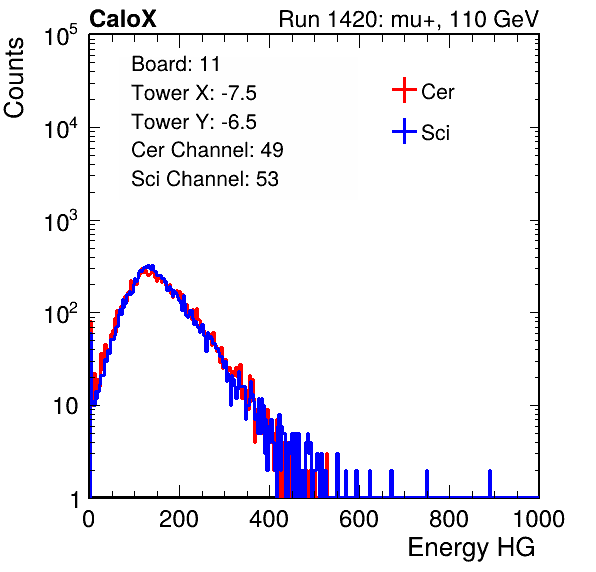 CaloX Run 1420: mu+, 110 GeV
Counts
Board: 11
Tower X: -7.5
Tower Y: -6.5
Cer Channel: 49
Sci Channel: 53
Cer
Sci
10^5
10^4
10^3
10^2
10
1
0 200 400 600 800 1000
Energy HG